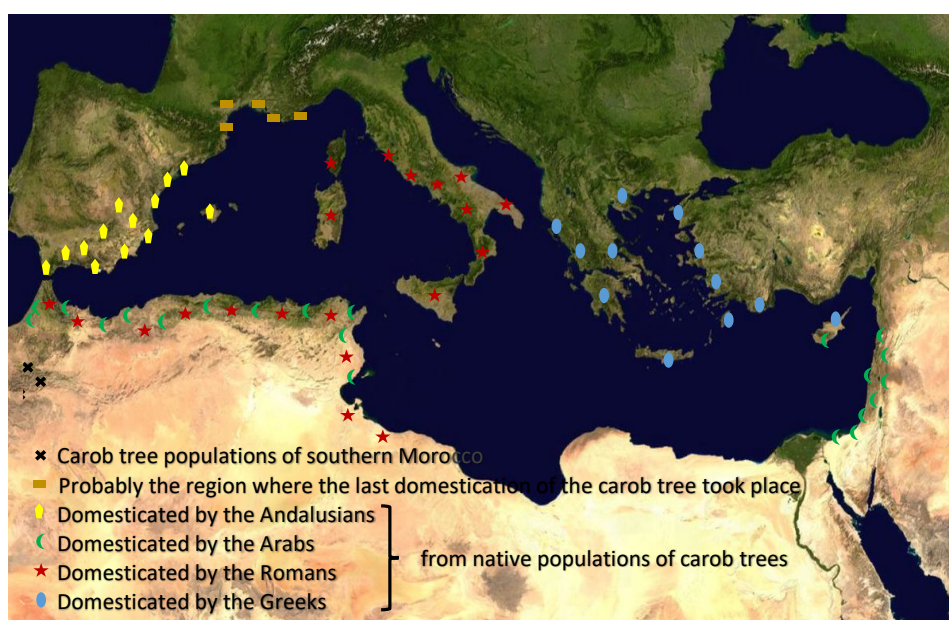 Carob tree populations of southern Morocco
Probably the region where the last domestication of the carob tree took place
Domesticated by the Andalusians
Domesticated by the Arabs
from native populations of carob trees
Domesticated by the Romans
Domesticated by the Greeks